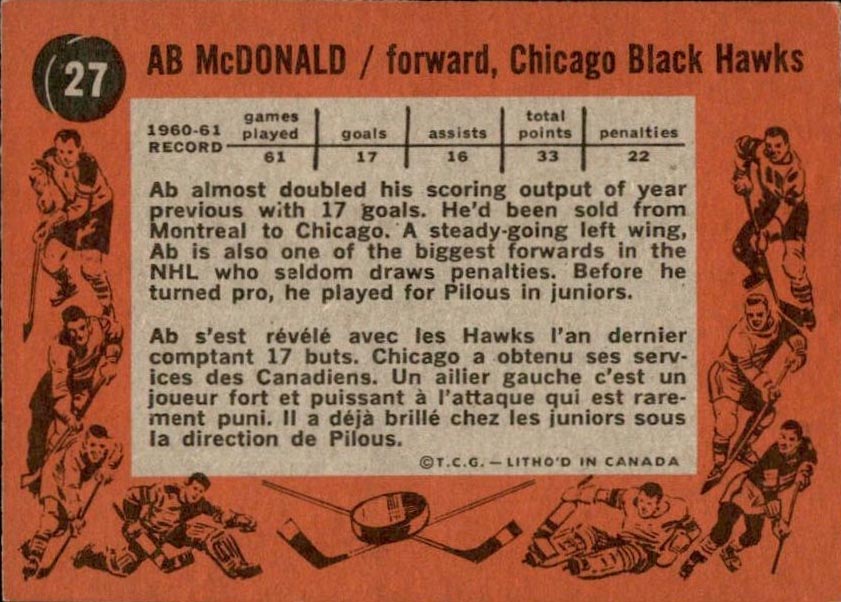 27
AB McDONALD / forward, Chicago Black Hawks
1960-61 RECORD games played goals assists total points penalties
61 17 16 33 22
Ab almost doubled his scoring output of year
previous with 17 goals. He'd been sold from
Montreal to Chicago. A steady-going left wing,
Ab is also one of the biggest forwards in the
NHL who seldom draws penalties. Before he
turned pro, he played for Pilous in juniors.
Ab s'est révélé avec les Hawks l'an dernier
comptant 17 buts. Chicago a obtenu ses serv-
ices des Canadiens. Un ailier gauche c'est un
joueur fort et puissant à l'attaque qui est rare-
ment puni. Il a déjà brillé chez les juniors sous
la direction de Pilous.
©T.C.G. — LITHO'D IN CANADA